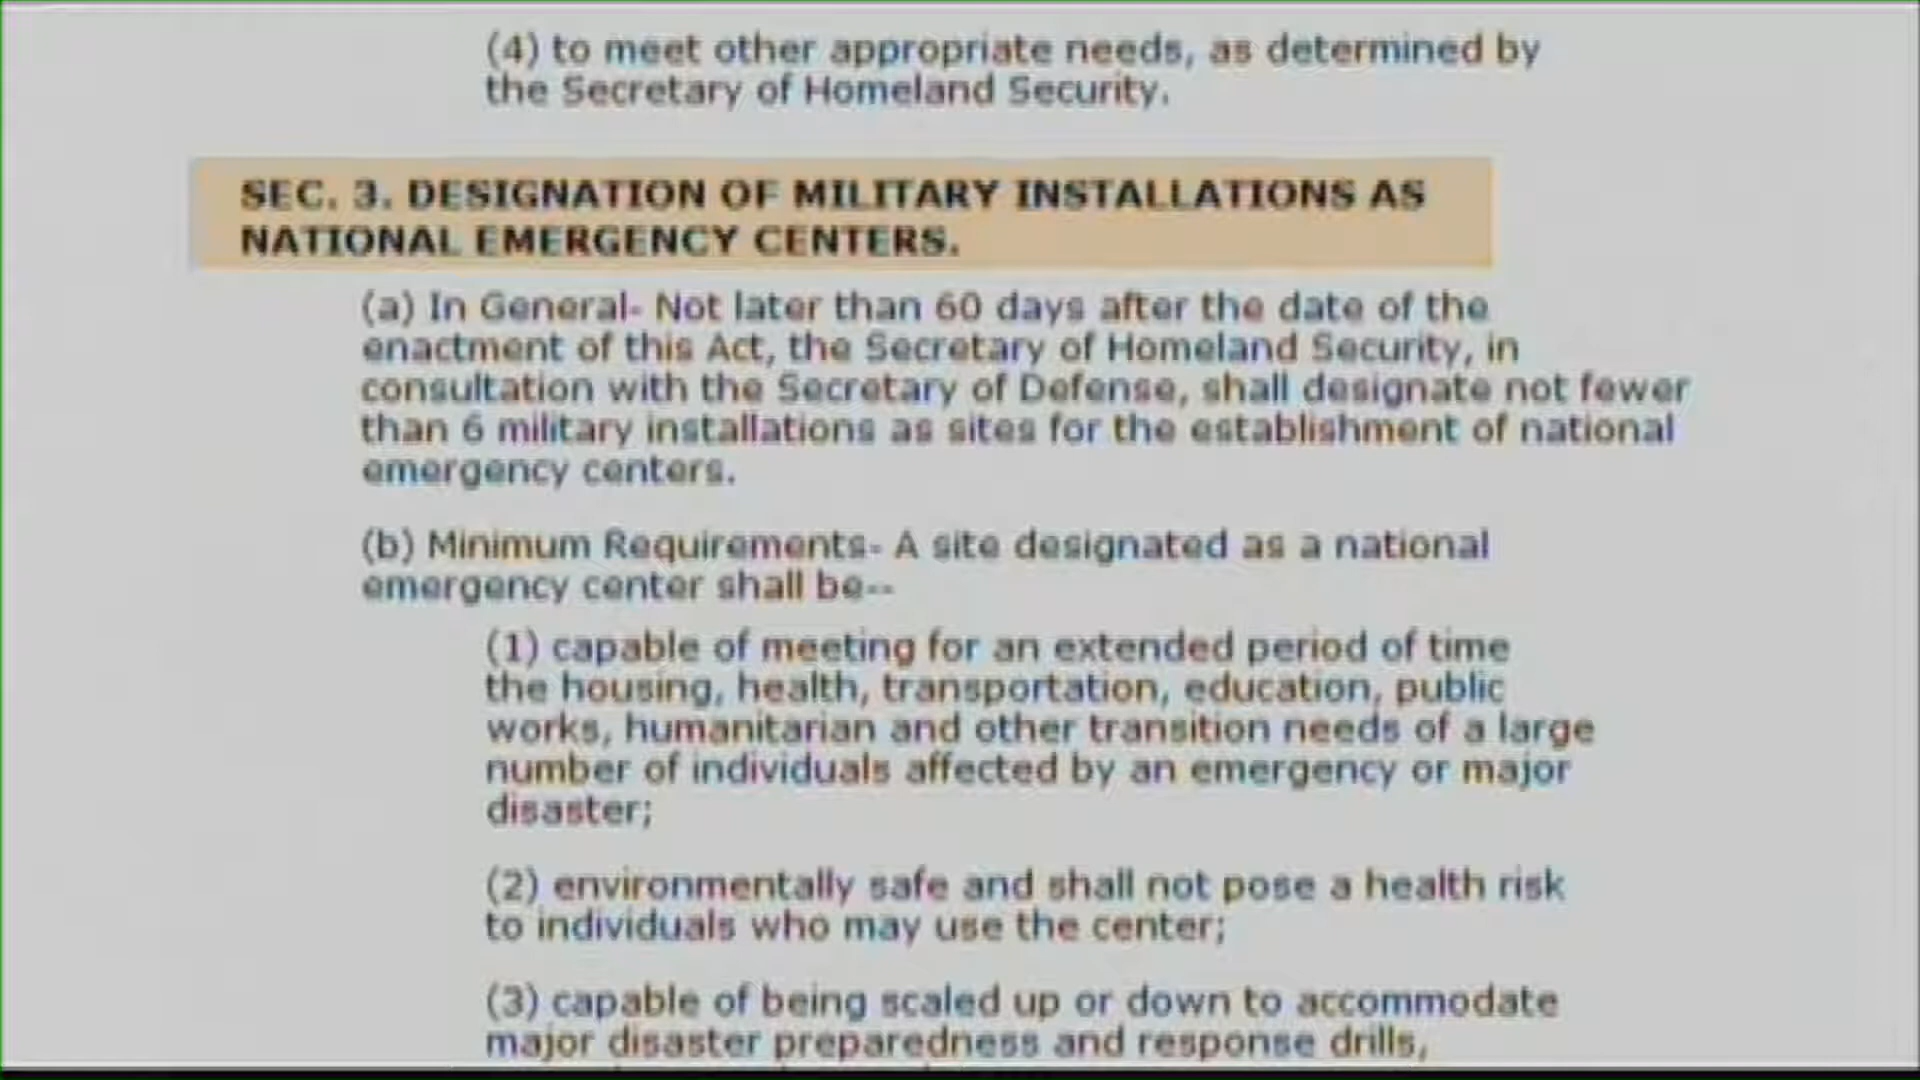 (4) to meet other appropriate needs, as determined by
the Secretary of Homeland Security.
SEC. 3. DESIGNATION OF MILITARY INSTALLATIONS AS
NATIONAL EMERGENCY CENTERS.
(a) In General- Not later than 60 days after the date of the
enactment of this Act, the Secretary of Homeland Security, in
consultation with the Secretary of Defense, shall designate not fewer
than 6 military installations as sites for the establishment of national
emergency centers.
(b) Minimum Requirements- A site designated as a national
emergency center shall be--
(1) capable of meeting for an extended period of time
the housing, health, transportation, education, public
works, humanitarian and other transition needs of a large
number of individuals affected by an emergency or major
disaster;
(2) environmentally safe and shall not pose a health risk
to individuals who may use the center;
(3) capable of being scaled up or down to accommodate
major disaster preparedness and response drills,